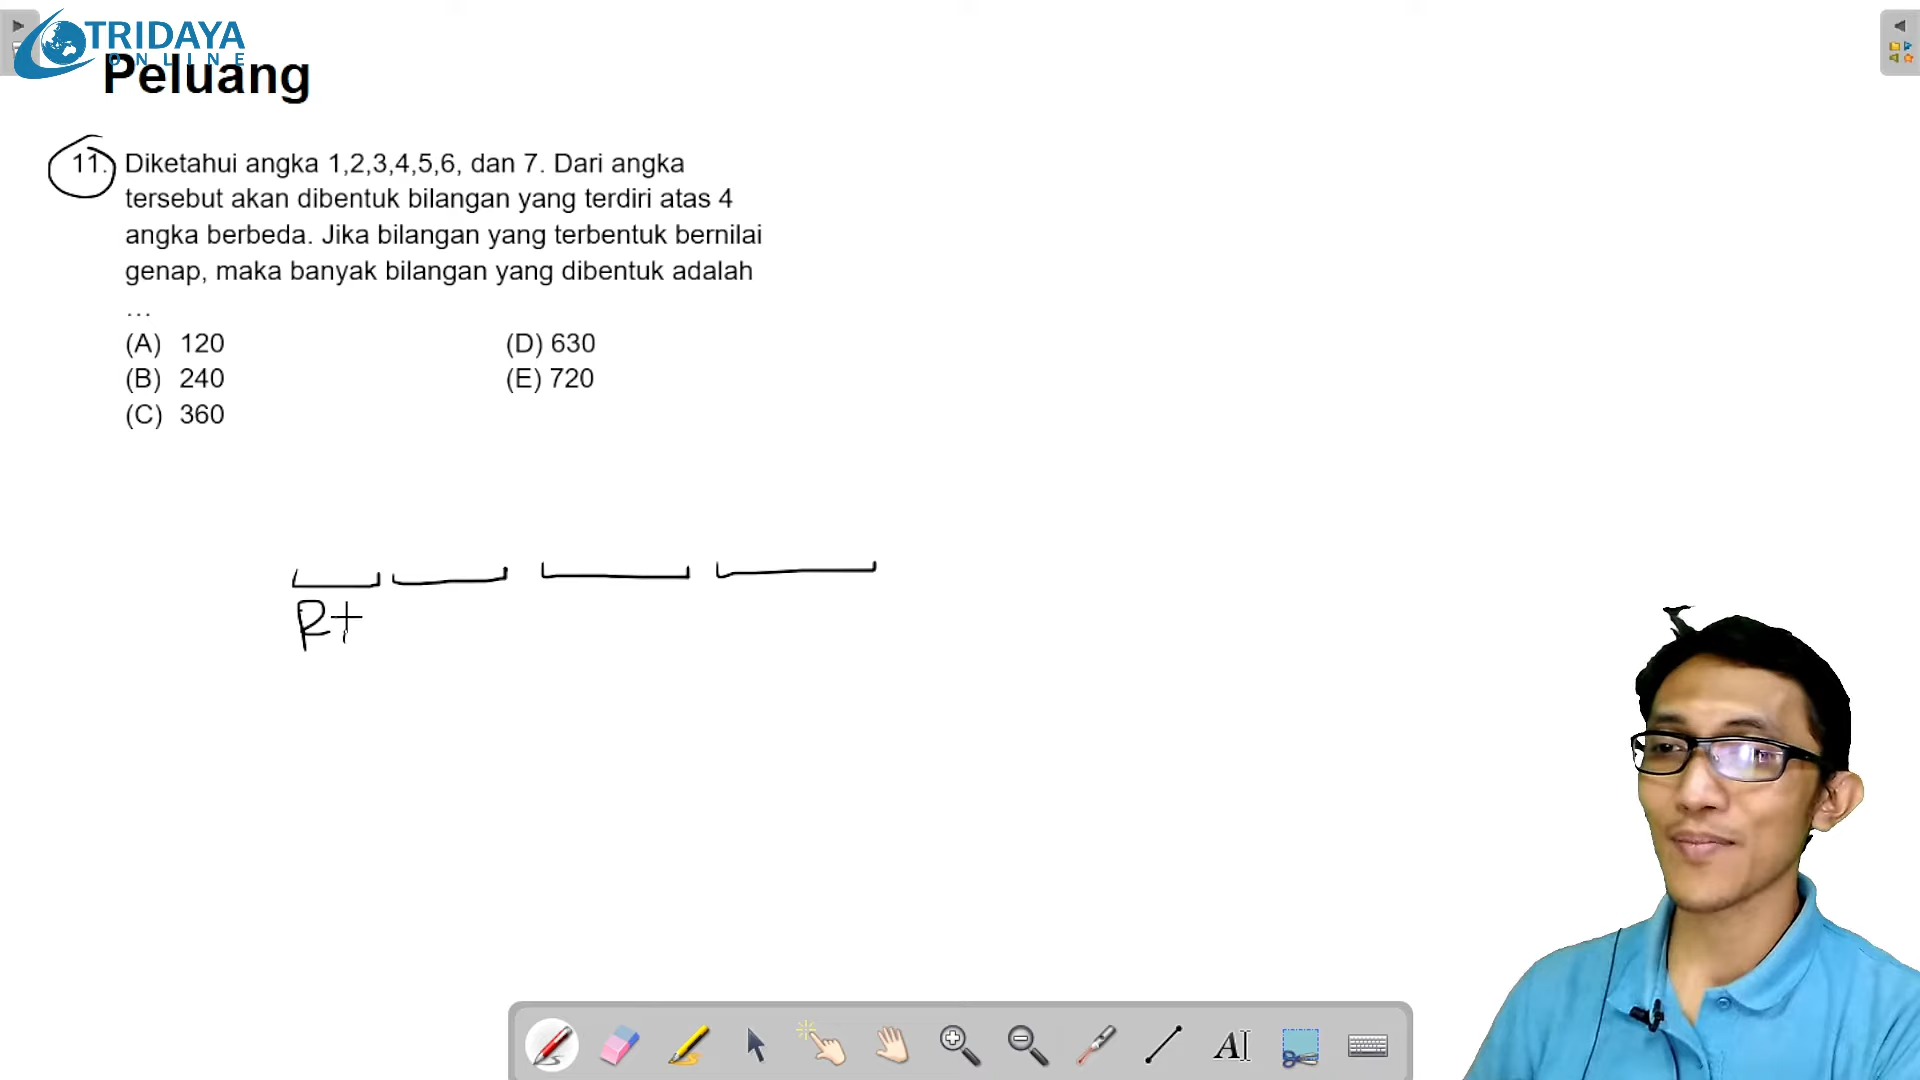 TRIDAYA
ONLINE
Peluang
11. Diketahui angka 1,2,3,4,5,6, dan 7. Dari angka
tersebut akan dibentuk bilangan yang terdiri atas 4
angka berbeda. Jika bilangan yang terbentuk bernilai
genap, maka banyak bilangan yang dibentuk adalah
…
(A) 120
(D) 630
(B) 240
(E) 720
(C) 360
R+
A